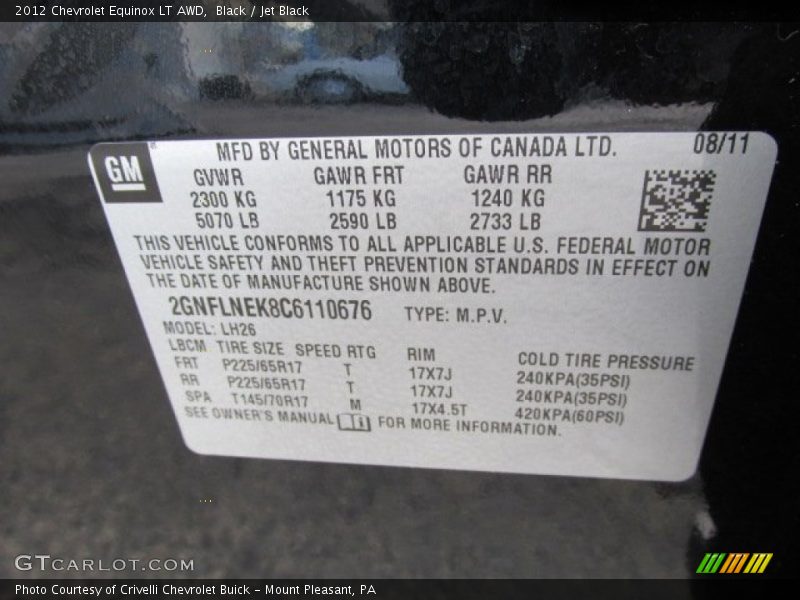 2012 Chevrolet Equinox LT AWD, Black / Jet Black
GM
MFD BY GENERAL MOTORS OF CANADA LTD. 08/11
GVWR GAWR FRT GAWR RR
2300 KG 1175 KG 1240 KG
5070 LB 2590 LB 2733 LB
THIS VEHICLE CONFORMS TO ALL APPLICABLE U.S. FEDERAL MOTOR
VEHICLE SAFETY AND THEFT PREVENTION STANDARDS IN EFFECT ON
THE DATE OF MANUFACTURE SHOWN ABOVE.
2GNFLNEK8C6110676 TYPE: M.P.V.
MODEL: LH26
LBCM TIRE SIZE SPEED RTG RIM COLD TIRE PRESSURE
FRT P225/65R17 T 17X7J 240KPA(35PSI)
RR P225/65R17 T 17X7J 240KPA(35PSI)
SPA T145/70R17 M 17X4.5T 420KPA(60PSI)
SEE OWNER'S MANUAL FOR MORE INFORMATION.
GTCARLOT.COM
Photo Courtesy of Crivelli Chevrolet Buick – Mount Pleasant, PA